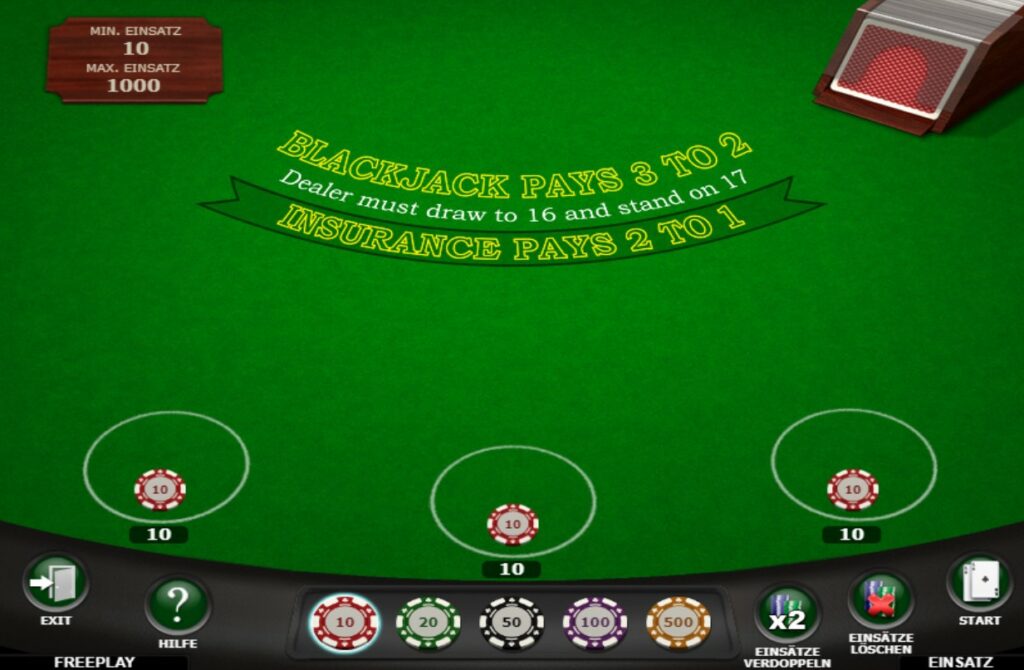 MIN. EINSATZ
10
MAX. EINSATZ
1000
BLACKJACK PAYS 3 TO 2
Dealer must draw to 16 and stand on 17
INSURANCE PAYS 2 TO 1
10
10
10
10
10
10
EXIT
?
HILFE
10
20
50
100
500
x2
EINSÄTZE
VERDOPPELN
EINSÄTZE
LÖSCHEN
START
FREEPLAY
EINSATZ